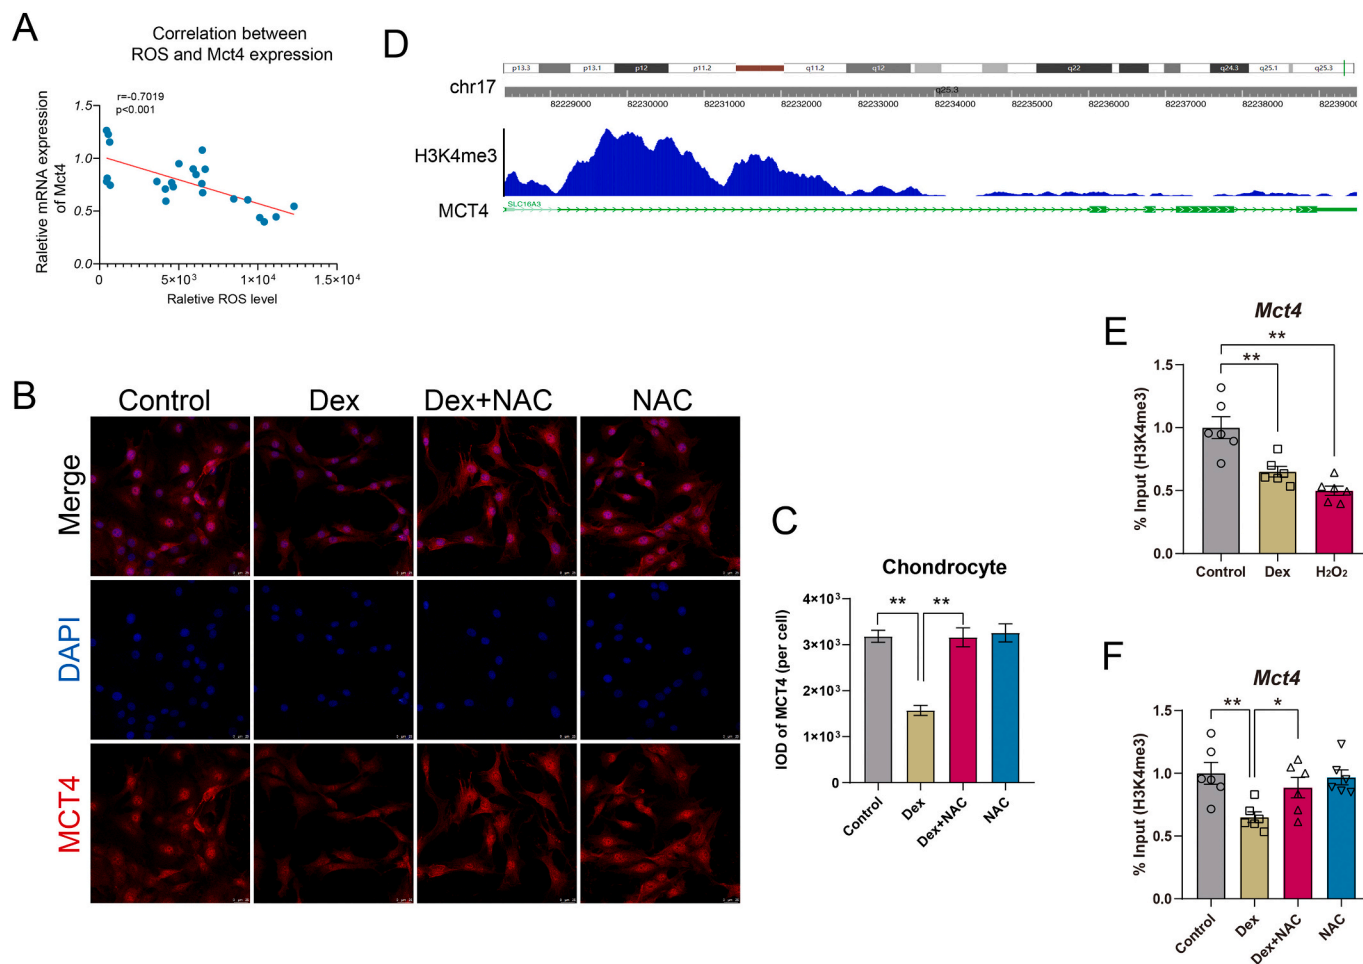 A
Correlation between
ROS and Mct4 expression
r=-0.7019
p<0.001
1.5
1.0
0.5
0.0
Raletive mRNA expression
of Mct4
0
5×10³
1×10⁴
1.5×10⁴
Raletive ROS level
D
p13.3
p13.1
p12
p11.2
q11.2
q12
q22
q24.3
q25.1
q25.3
chr17
q25.3
82229000
82230000
82231000
82232000
82233000
82234000
82235000
82236000
82237000
82238000
82239000
H3K4me3
MCT4
SLC16A3
B
Control
Dex
Dex+NAC
NAC
Merge
DAPI
MCT4
C
Chondrocyte
4×10³
3×10³
2×10³
1×10³
0
IOD of MCT4 (per cell)
**
**
Control
Dex
Dex+NAC
NAC
E
Mct4
**
**
1.5
1.0
0.5
0.0
% Input (H3K4me3)
Control
Dex
H₂O₂
F
Mct4
**
*
1.5
1.0
0.5
0.0
% Input (H3K4me3)
Control
Dex
Dex+NAC
NAC